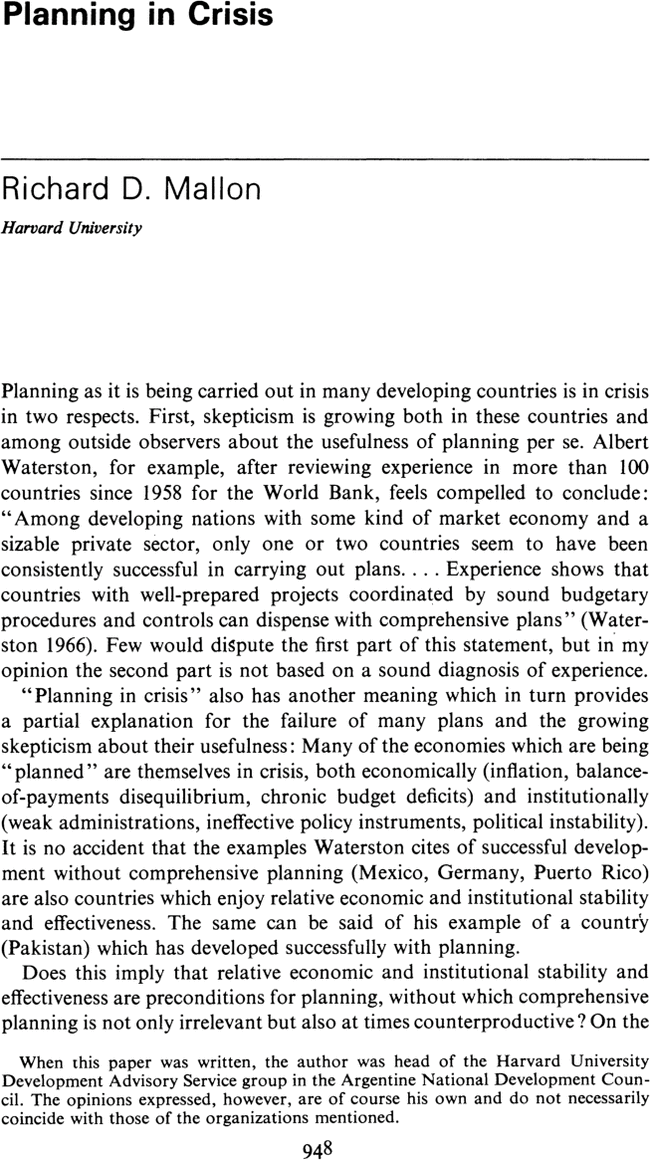 Planning in Crisis
Richard D. Mallon
Harvard University
Planning as it is being carried out in many developing countries is in crisis
in two respects. First, skepticism is growing both in these countries and
among outside observers about the usefulness of planning per se. Albert
Waterston, for example, after reviewing experience in more than 100
countries since 1958 for the World Bank, feels compelled to conclude:
“Among developing nations with some kind of market economy and a
sizable private sector, only one or two countries seem to have been
consistently successful in carrying out plans. . . . Experience shows that
countries with well-prepared projects coordinated by sound budgetary
procedures and controls can dispense with comprehensive plans” (Water-
ston 1966). Few would dispute the first part of this statement, but in my
opinion the second part is not based on a sound diagnosis of experience.
“Planning in crisis” also has another meaning which in turn provides
a partial explanation for the failure of many plans and the growing
skepticism about their usefulness: Many of the economies which are being
“planned” are themselves in crisis, both economically (inflation, balance-
of-payments disequilibrium, chronic budget deficits) and institutionally
(weak administrations, ineffective policy instruments, political instability).
It is no accident that the examples Waterston cites of successful develop-
ment without comprehensive planning (Mexico, Germany, Puerto Rico)
are also countries which enjoy relative economic and institutional stability
and effectiveness. The same can be said of his example of a country
(Pakistan) which has developed successfully with planning.
Does this imply that relative economic and institutional stability and
effectiveness are preconditions for planning, without which comprehensive
planning is not only irrelevant but also at times counterproductive? On the
When this paper was written, the author was head of the Harvard University
Development Advisory Service group in the Argentine National Development Coun-
cil. The opinions expressed, however, are of course his own and do not necessarily
coincide with those of the organizations mentioned.
948